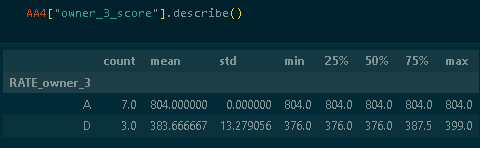 AA4["owner_3_score"].describe()
count mean std min 25% 50% 75% max
RATE_owner_3
A 7.0 804.000000 0.000000 804.0 804.0 804.0 804.0 804.0
D 3.0 383.666667 13.279056 376.0 376.0 376.0 387.5 399.0